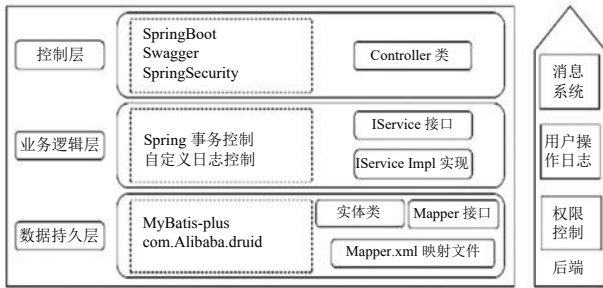 控制层
SpringBoot
Swagger
SpringSecurity
Controller 类
业务逻辑层
Spring 事务控制
自定义日志控制
IService 接口
IService Impl 实现
数据持久层
MyBatis-plus
com.Alibaba.druid
实体类
Mapper 接口
Mapper.xml 映射文件
消息
系统
用户操
作日志
权限
控制
后端